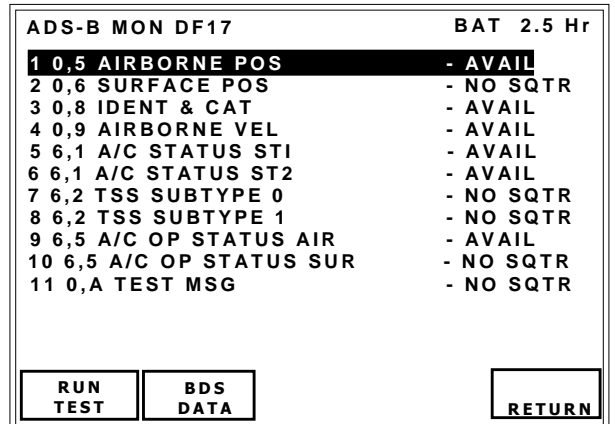 ADS-B MON DF17 BAT 2.5 Hr
1 0,5 AIRBORNE POS - AVAIL
2 0,6 SURFACE POS - NO SQTR
3 0,8 IDENT & CAT - AVAIL
4 0,9 AIRBORNE VEL - AVAIL
5 6,1 A/C STATUS STI - AVAIL
6 6,1 A/C STATUS ST2 - AVAIL
7 6,2 TSS SUBTYPE 0 - NO SQTR
8 6,2 TSS SUBTYPE 1 - NO SQTR
9 6,5 A/C OP STATUS AIR - AVAIL
10 6,5 A/C OP STATUS SUR - NO SQTR
11 0,A TEST MSG - NO SQTR
RUN
TEST
BDS
DATA
RETURN